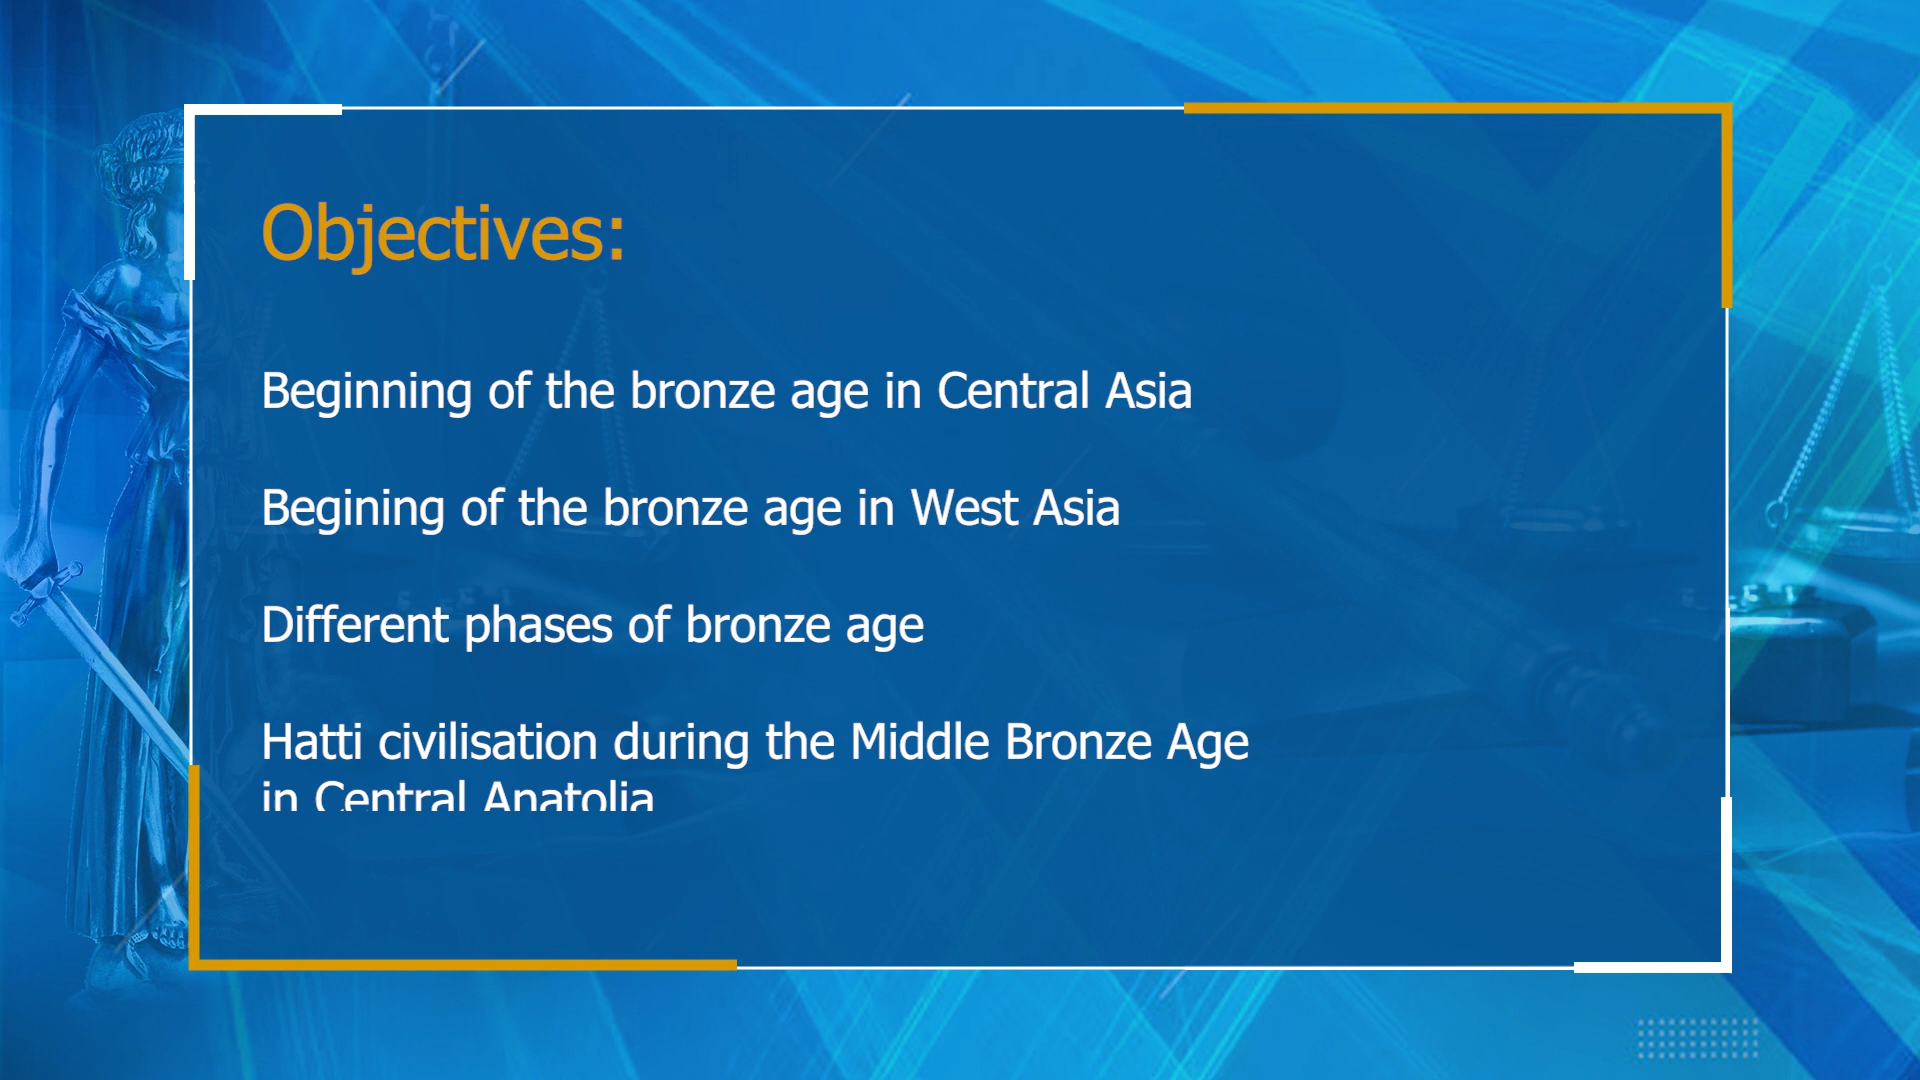 Objectives:
Beginning of the bronze age in Central Asia
Begining of the bronze age in West Asia
Different phases of bronze age
Hatti civilisation during the Middle Bronze Age
in Central Anatolia